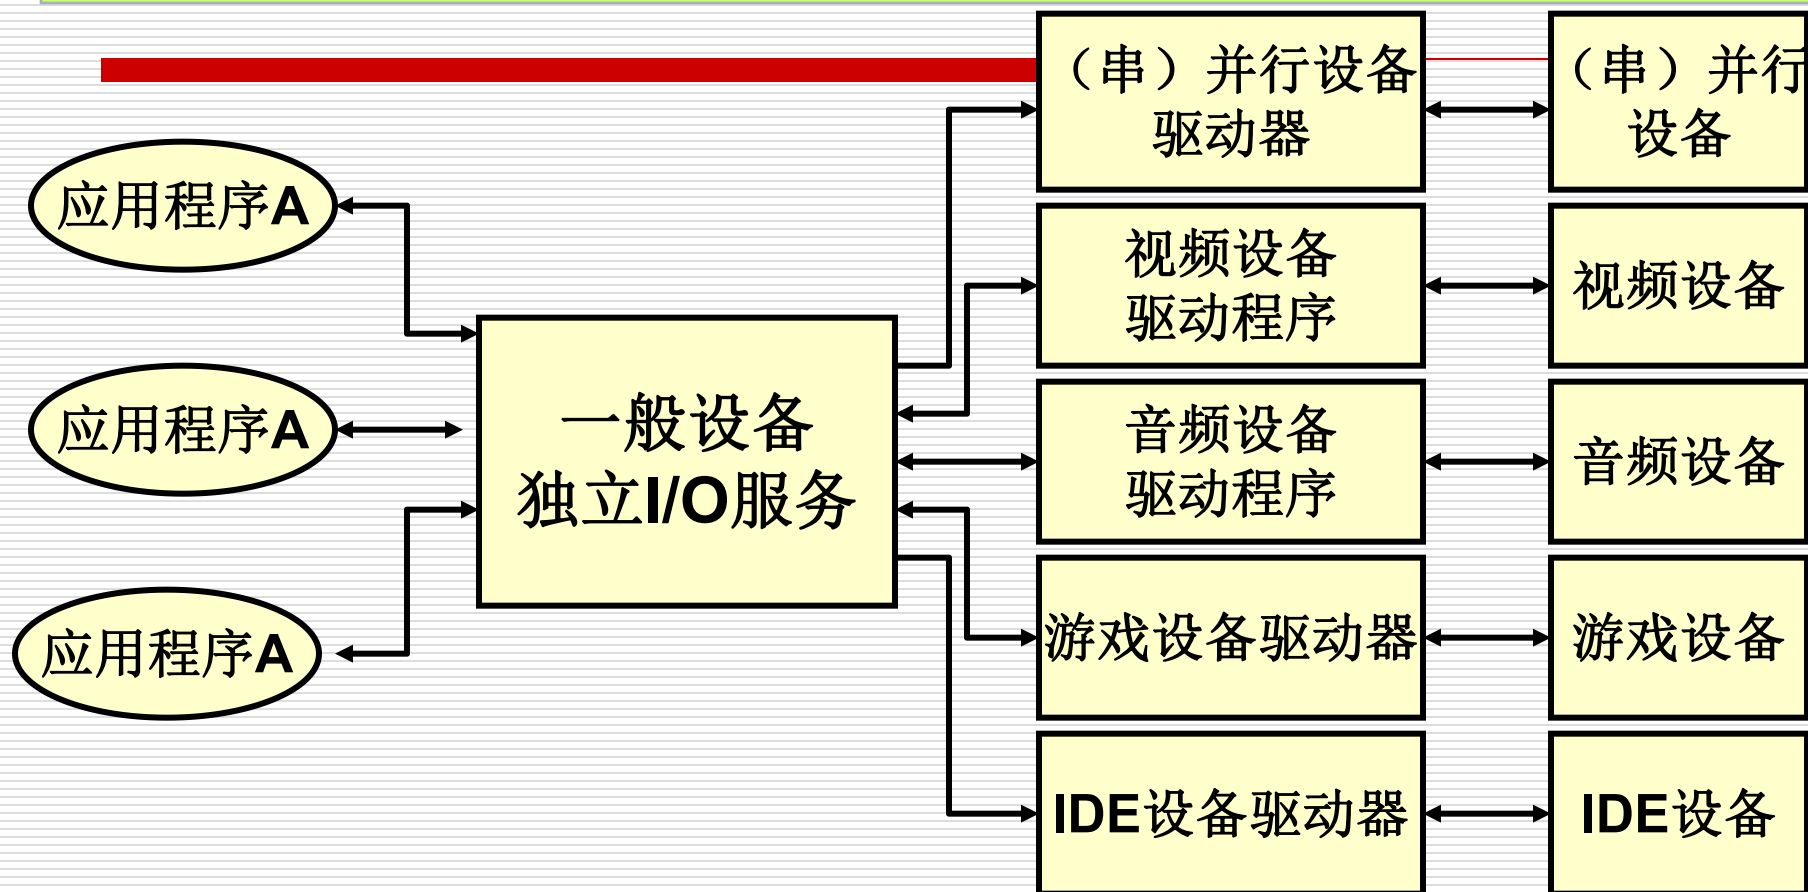 应用程序A
应用程序A
应用程序A
一般设备
独立I/O服务
（串）并行设备
驱动器
视频设备
驱动程序
音频设备
驱动程序
游戏设备驱动器
IDE设备驱动器
（串）并行
设备
视频设备
音频设备
游戏设备
IDE设备